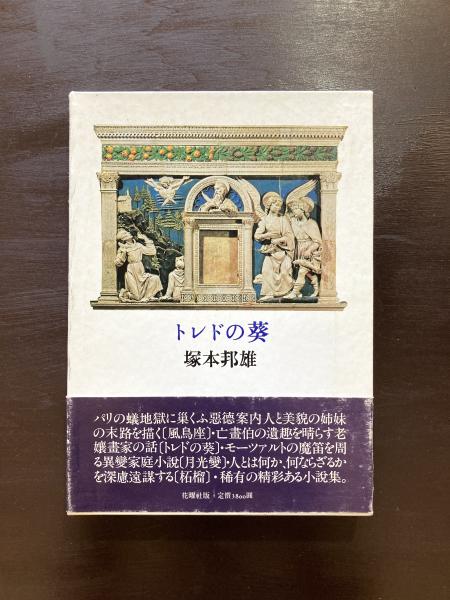 トレドの葵
塚本邦雄
パリの蟻地獄に巢くふ惡德案内人と美貌の姉妹
の末路を描く〔風鳥座〕・亡畫伯の遺趣を晴らす老
孃畫家の話〔トレドの葵〕・モーツァルトの魔笛を周
る異變家庭小說〔月光變〕・人とは何か、何ならざるか
を深慮遠謀する〔柘榴〕・稀有の精彩ある小說集。
花曜社版・定價3800圓